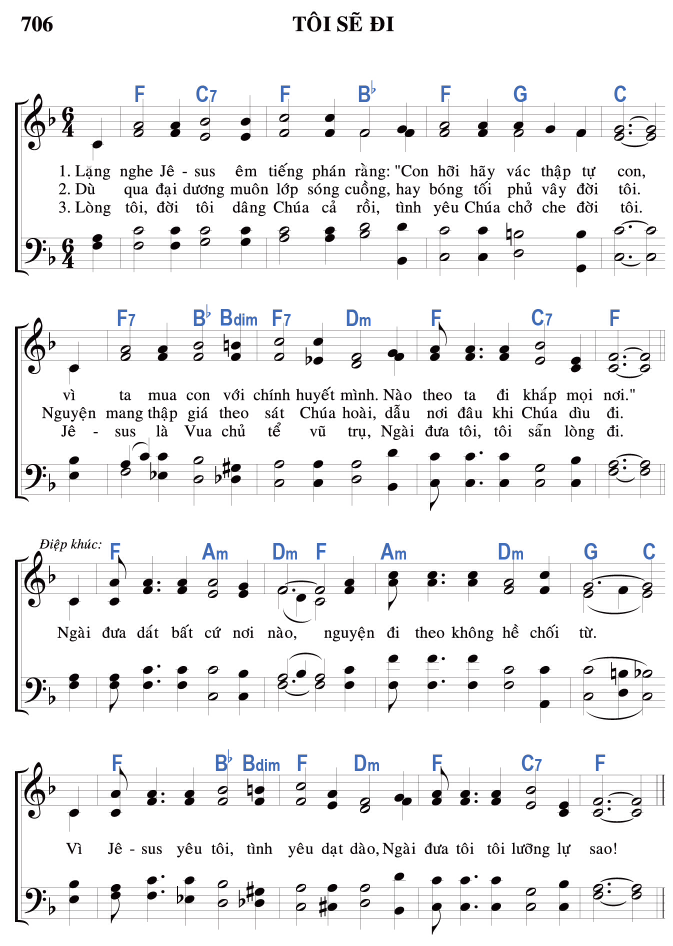 706 TÔI SẼ ĐI
F C7 F B♭ F G C
6 4
1. Lặng nghe Jê - sus êm tiếng phán rằng: "Con hỡi hãy vác thập tự con,
2. Dù qua đại dương muôn lớp sóng cuồng, hay bóng tối phủ vây đời tôi.
3. Lòng tôi, đời tôi dâng Chúa cả rồi, tình yêu Chúa chở che đời tôi.
6 4
F7 B♭ Bdim F7 Dm F C7 F
vì ta mua con với chính huyết mình. Nào theo ta đi khắp mọi nơi."
Nguyện mang thập giá theo sát Chúa hoài, dẫu nơi đâu khi Chúa dìu đi.
Jê - sus là Vua chủ tể vũ trụ, Ngài đưa tôi, tôi sẵn lòng đi.
Điệp khúc: F Am Dm F Am Dm G C
Ngài đưa dắt bất cứ nơi nào, nguyện đi theo không hề chối từ.
F B♭ Bdim F Dm F C7 F
Vì Jê - sus yêu tôi, tình yêu dạt dào, Ngài đưa tôi tôi lưỡng lự sao!